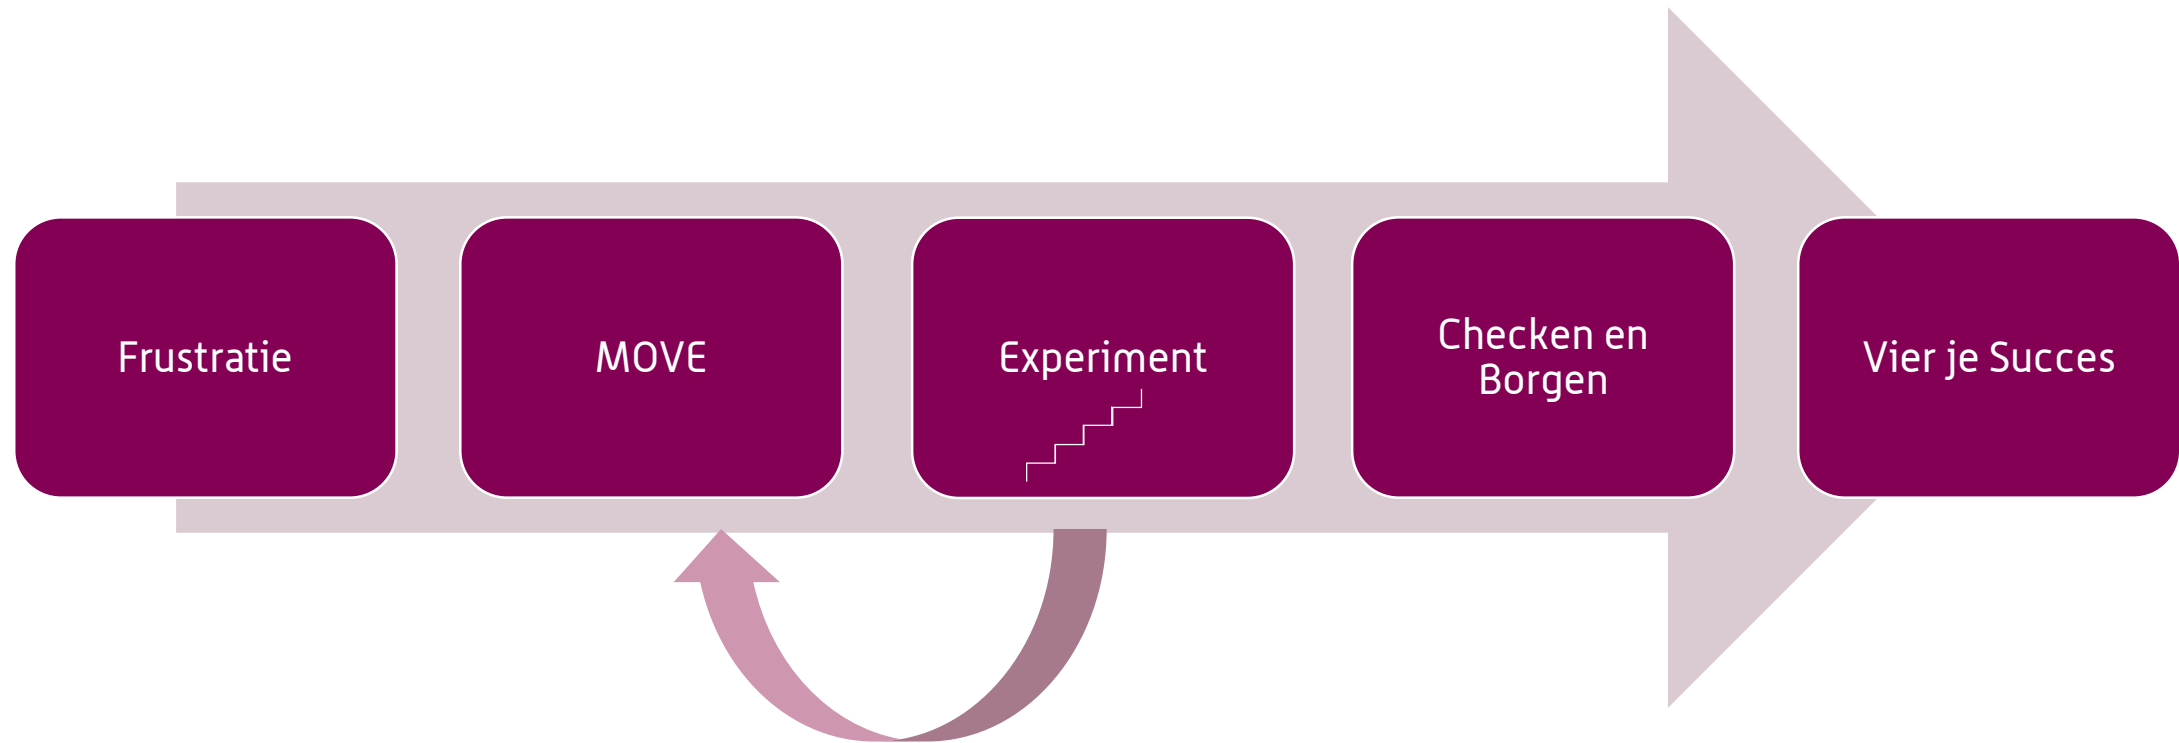 Frustratie
MOVE
Experiment
Checken en
Borgen
Vier je Succes